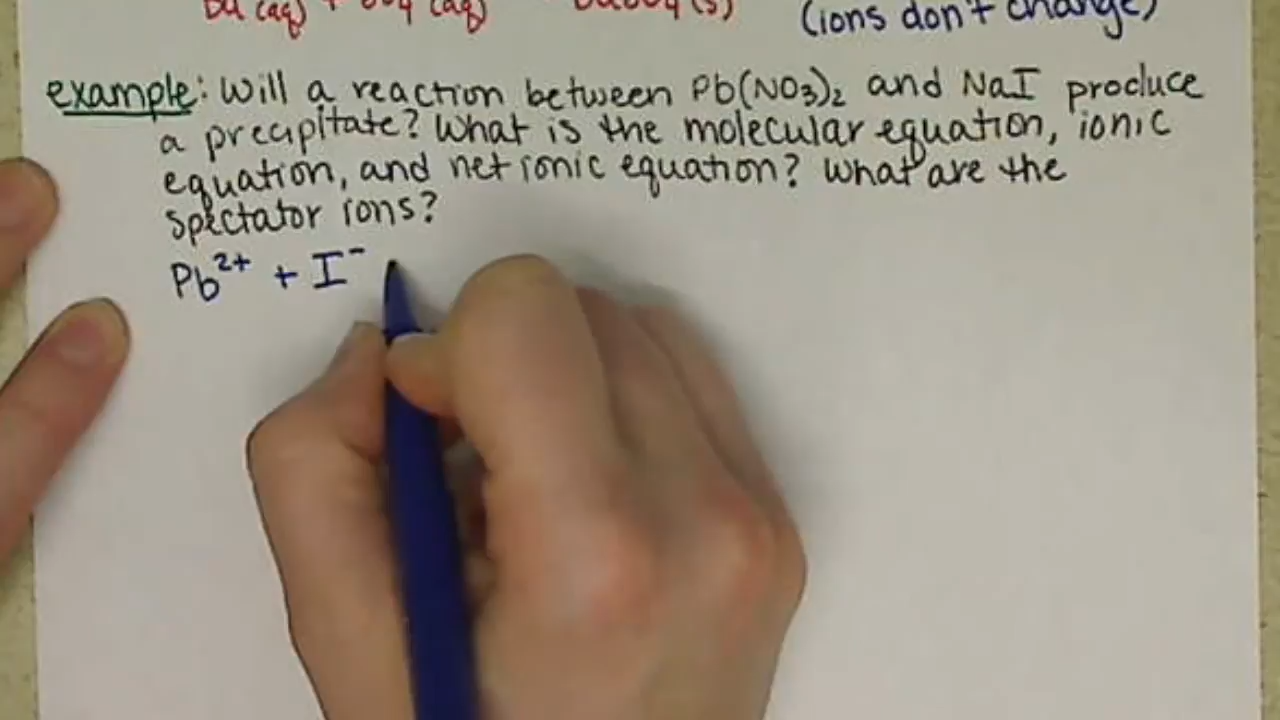 (ions don't change)
example: Will a reaction between Pb(NO3)2 and NaI produce
a precipitate? What is the molecular equation, ionic
equation, and net ionic equation? What are the
spectator ions?
Pb²⁺ + I⁻